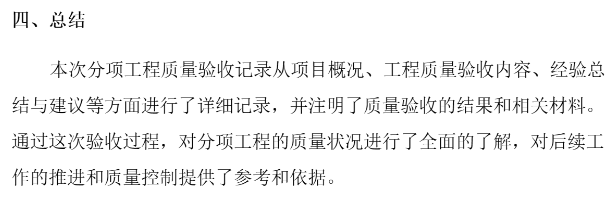 四、总结
本次分项工程质量验收记录从项目概况、工程质量验收内容、经验总
结与建议等方面进行了详细记录，并注明了质量验收的结果和相关材料。
通过这次验收过程，对分项工程的质量状况进行了全面的了解，对后续工
作的推进和质量控制提供了参考和依据。